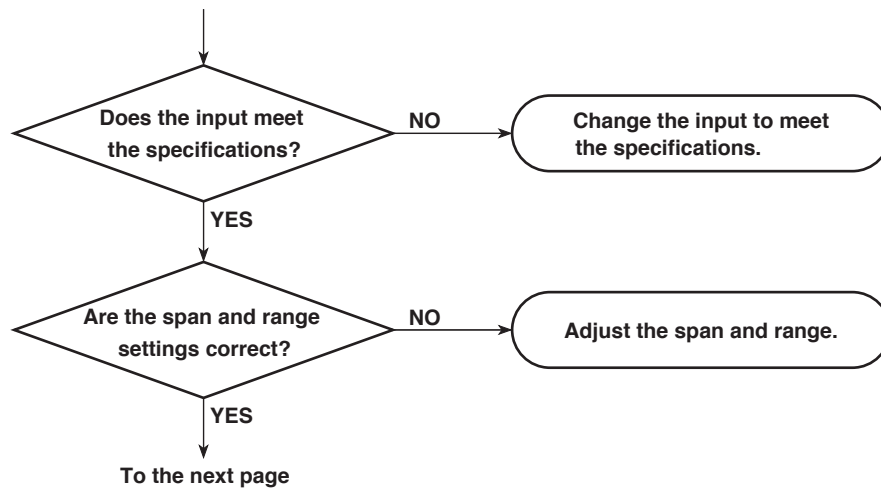 Does the input meet
the specifications?
NO
Change the input to meet
the specifications.
YES
Are the span and range
settings correct?
NO
Adjust the span and range.
YES
To the next page